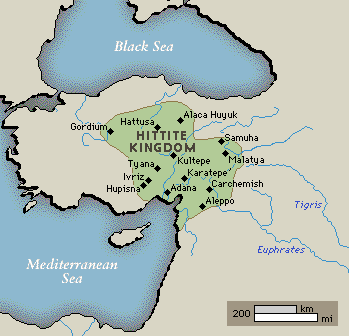 Black Sea
Alaca Huyuk
Hattusa
Gordium
HITTITE
KINGDOM
Samuha
Kultepe
Malatya
Tyana
Ivriz
Karatepe
Hupisna
Adana
Carchemish
Aleppo
Tigris
Euphrates
Mediterranean
Sea
200
km
mi